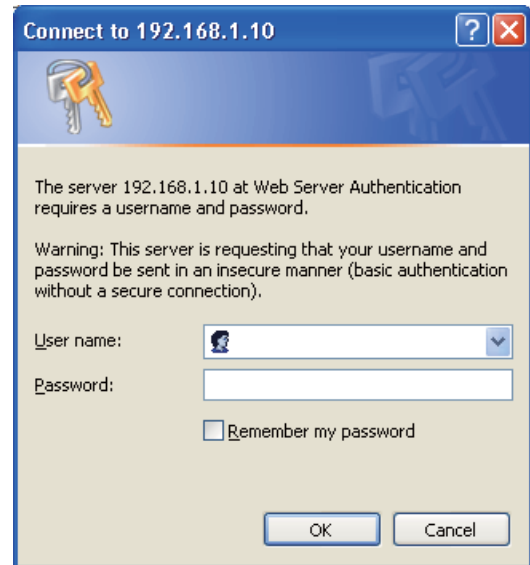 Connect to 192.168.1.10
The server 192.168.1.10 at Web Server Authentication
requires a username and password.
Warning: This server is requesting that your username and
password be sent in an insecure manner (basic authentication
without a secure connection).
User name:
Password:
Remember my password
OK Cancel